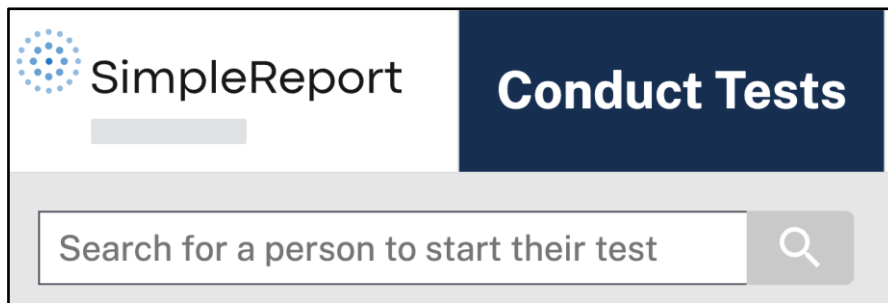 SimpleReport
Conduct Tests
Search for a person to start their test